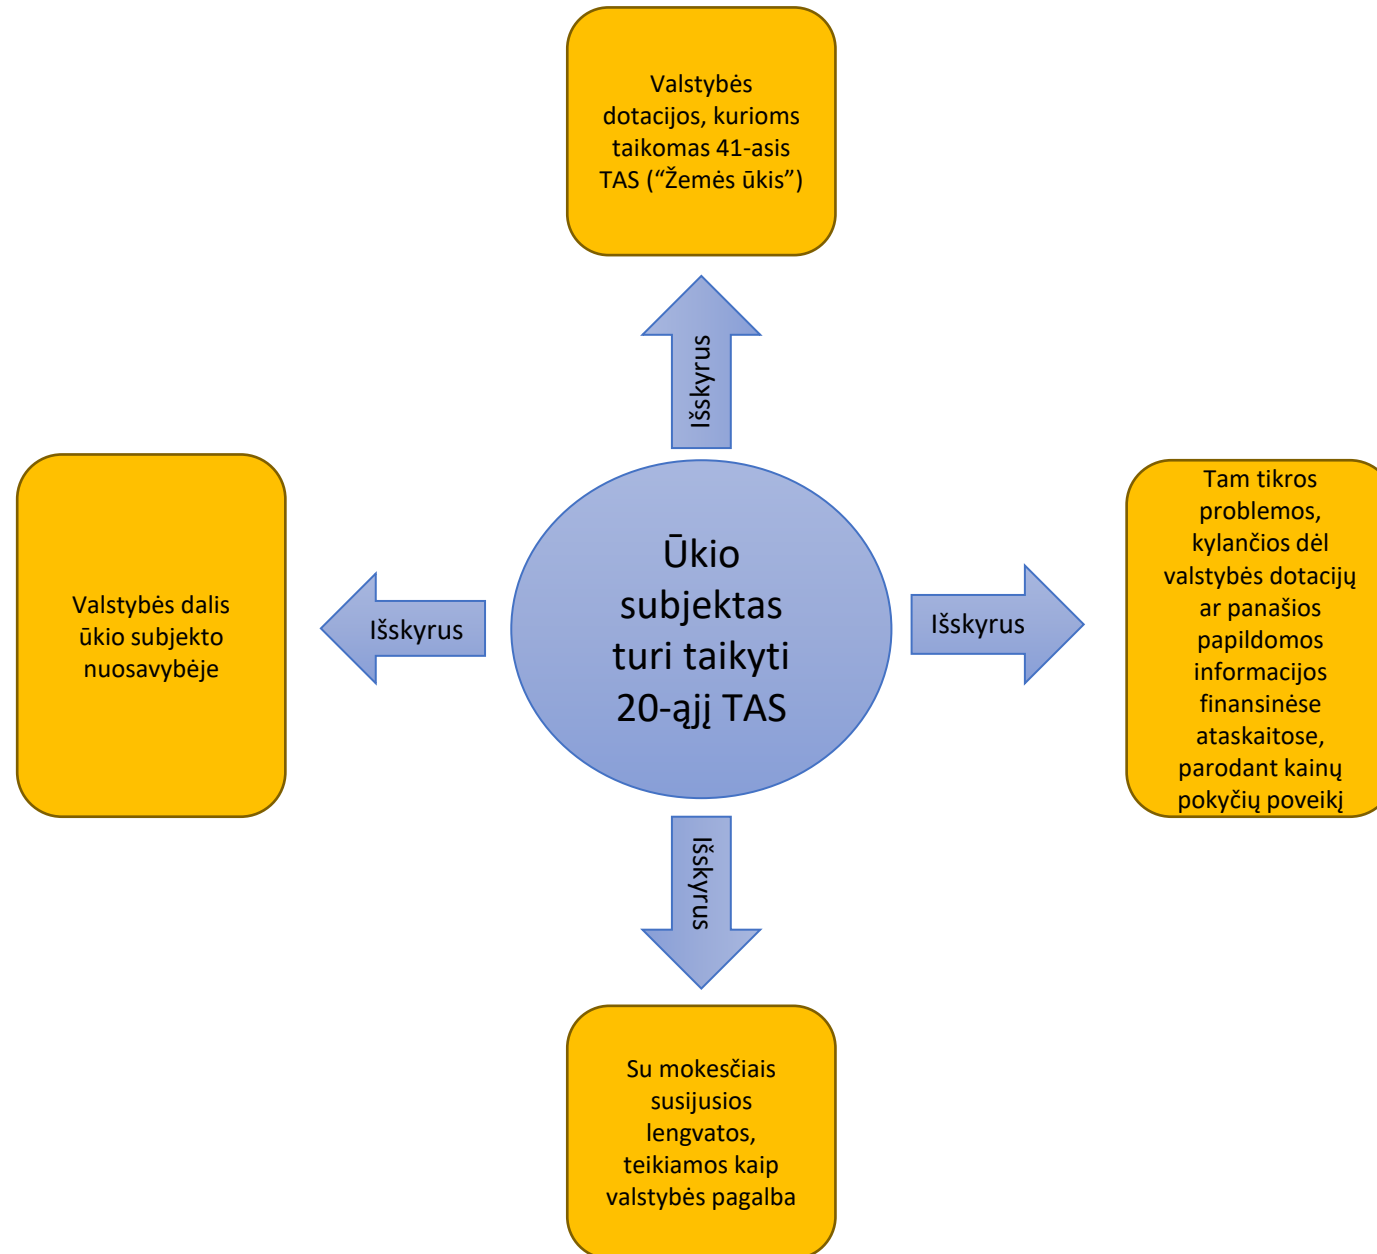 Valstybės
dotacijos, kurioms
taikomas 41-asis
TAS (“Žemės ūkis”)
Išskyrus
Valstybės dalis
ūkio subjekto
nuosavybėje
Išskyrus
Ūkio
subjektas
turi taikyti
20-ąjį TAS
Išskyrus
Tam tikros
problemos,
kylančios dėl
valstybės dotacijų
ar panašios
papildomos
informacijos
finansinėse
ataskaitose,
parodant kainų
pokyčių poveikį
Išskyrus
Su mokesčiais
susijusios
lengvatos,
teikiamos kaip
valstybės pagalba